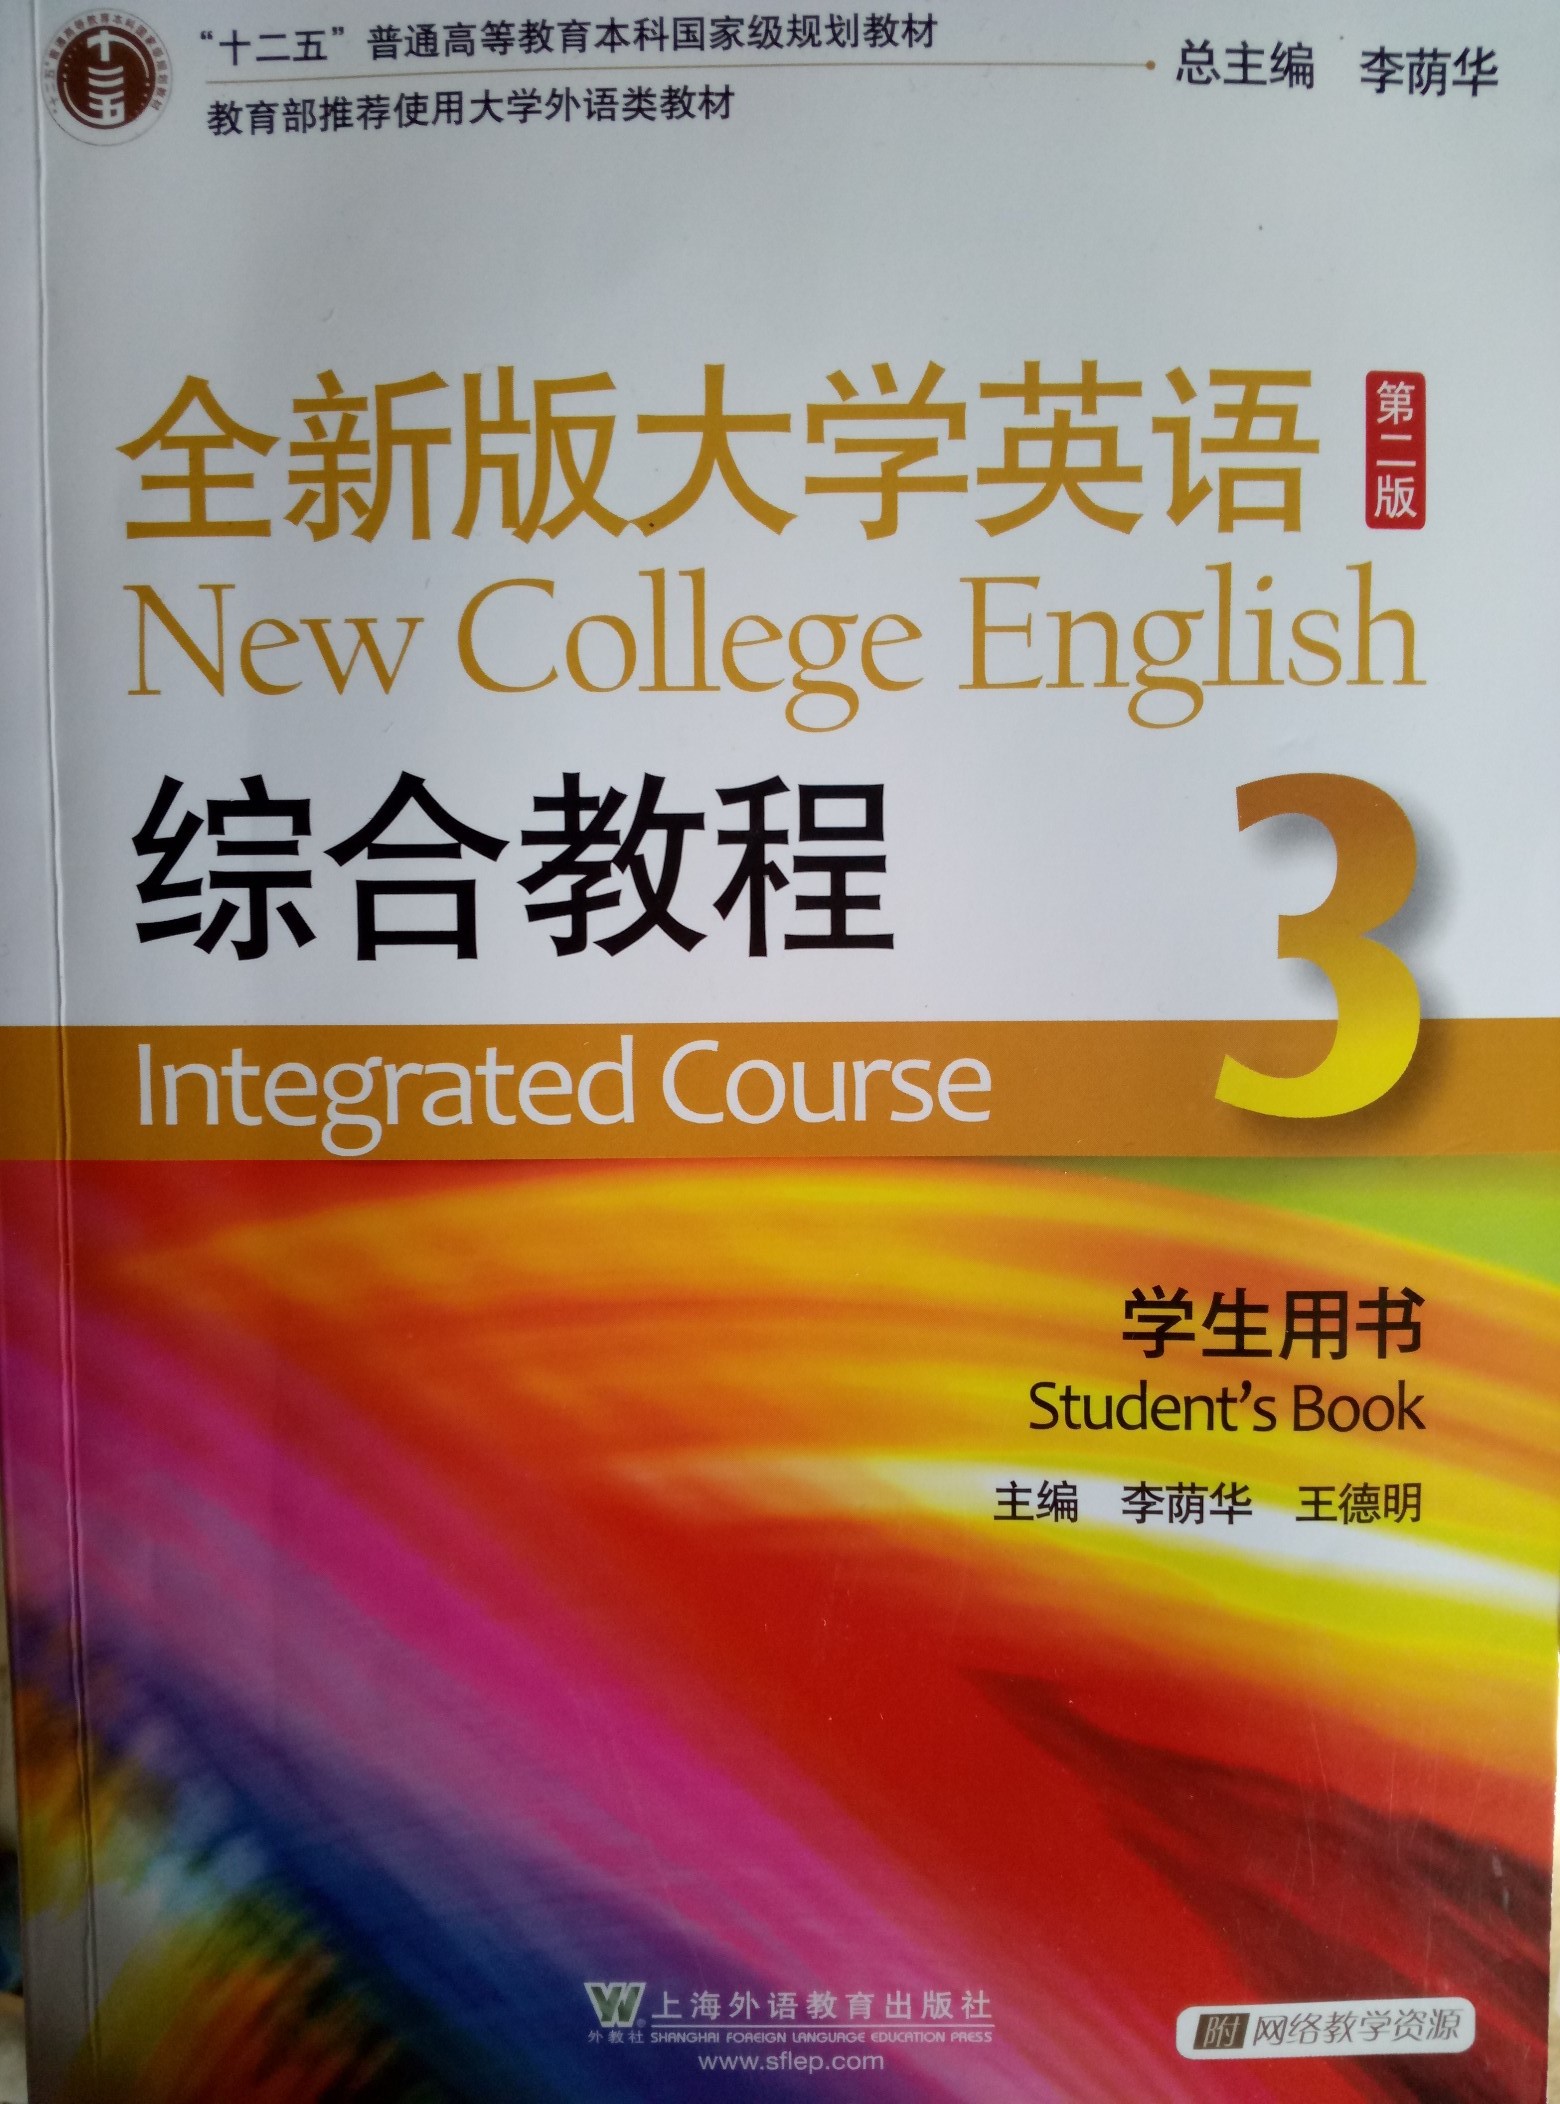 “十二五”普通高等教育本科国家级规划教材
教育部推荐使用大学外语类教材
总主编 李荫华
十二五
全新版大学英语
第二版
New College English
综合教程
3
Integrated Course
学生用书
Student's Book
主编 李荫华 王德明
外教社
上海外语教育出版社
SHANGHAI FOREIGN LANGUAGE EDUCATION PRESS
www.sflep.com
附 网络教学资源